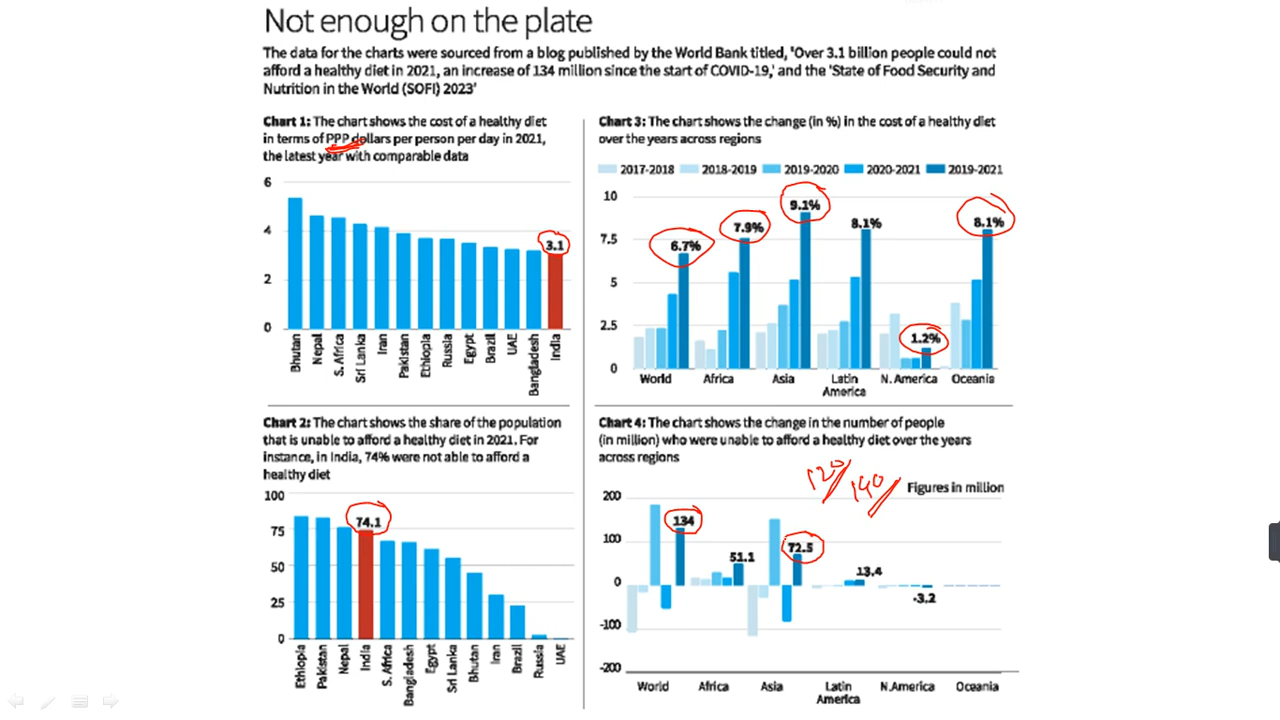 Not enough on the plate
The data for the charts were sourced from a blog published by the World Bank titled, 'Over 3.1 billion people could not
afford a healthy diet in 2021, an increase of 134 million since the start of COVID-19,' and the 'State of Food Security and
Nutrition in the World (SOFI) 2023'
Chart 1: The chart shows the cost of a healthy diet
in terms of PPP dollars per person per day in 2021,
the latest year with comparable data
6
4
2
0
3.1
Bhutan
Nepal
S. Africa
Sri Lanka
Iran
Pakistan
Ethiopia
Russia
Egypt
Brazil
UAE
Bangladesh
India
Chart 2: The chart shows the share of the population
that is unable to afford a healthy diet in 2021. For
instance, in India, 74% were not able to afford a
healthy diet
100
75
50
25
0
74.1
Ethiopia
Pakistan
Nepal
India
S. Africa
Bangladesh
Egypt
Sri Lanka
Bhutan
Iran
Brazil
Russia
UAE
Chart 3: The chart shows the change (in %) in the cost of a healthy diet
over the years across regions
2017-2018 2018-2019 2019-2020 2020-2021 2019-2021
10
7.5
5
2.5
0
6.7%
7.9%
9.1%
8.1%
1.2%
8.1%
World
Africa
Asia
Latin
America
N. America
Oceania
Chart 4: The chart shows the change in the number of people
(in million) who were unable to afford a healthy diet over the years
across regions
120/140
Figures in million
200
100
0
-100
-200
134
51.1
72.5
13.4
-3.2
World
Africa
Asia
Latin
America
N.America
Oceania